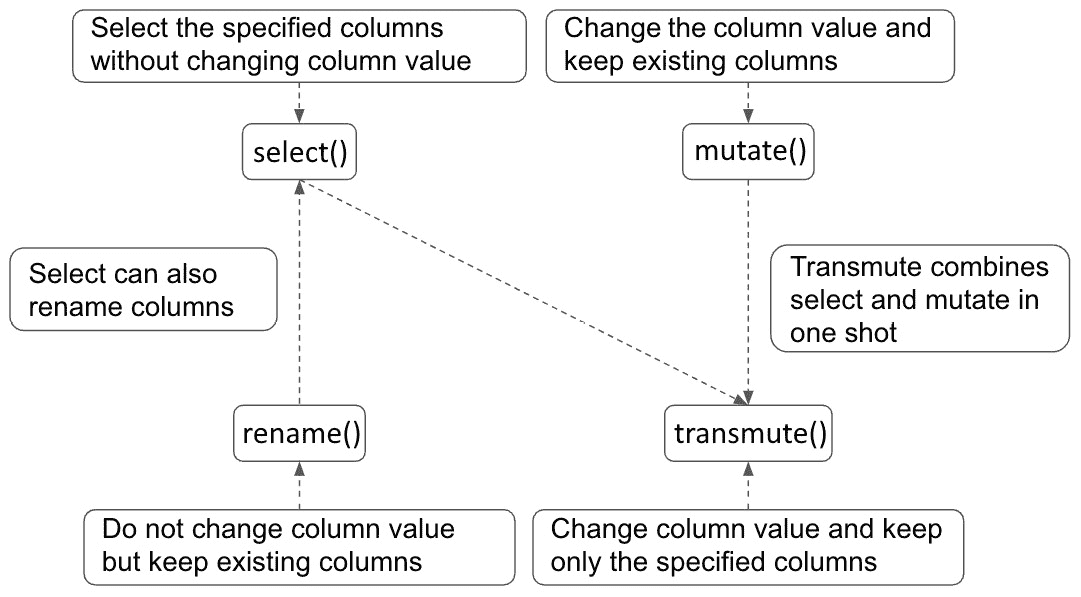 Select the specified columns
without changing column value
Change the column value and
keep existing columns
select()
mutate()
Select can also
rename columns
Transmute combines
select and mutate in
one shot
rename()
transmute()
Do not change column value
but keep existing columns
Change column value and keep
only the specified columns